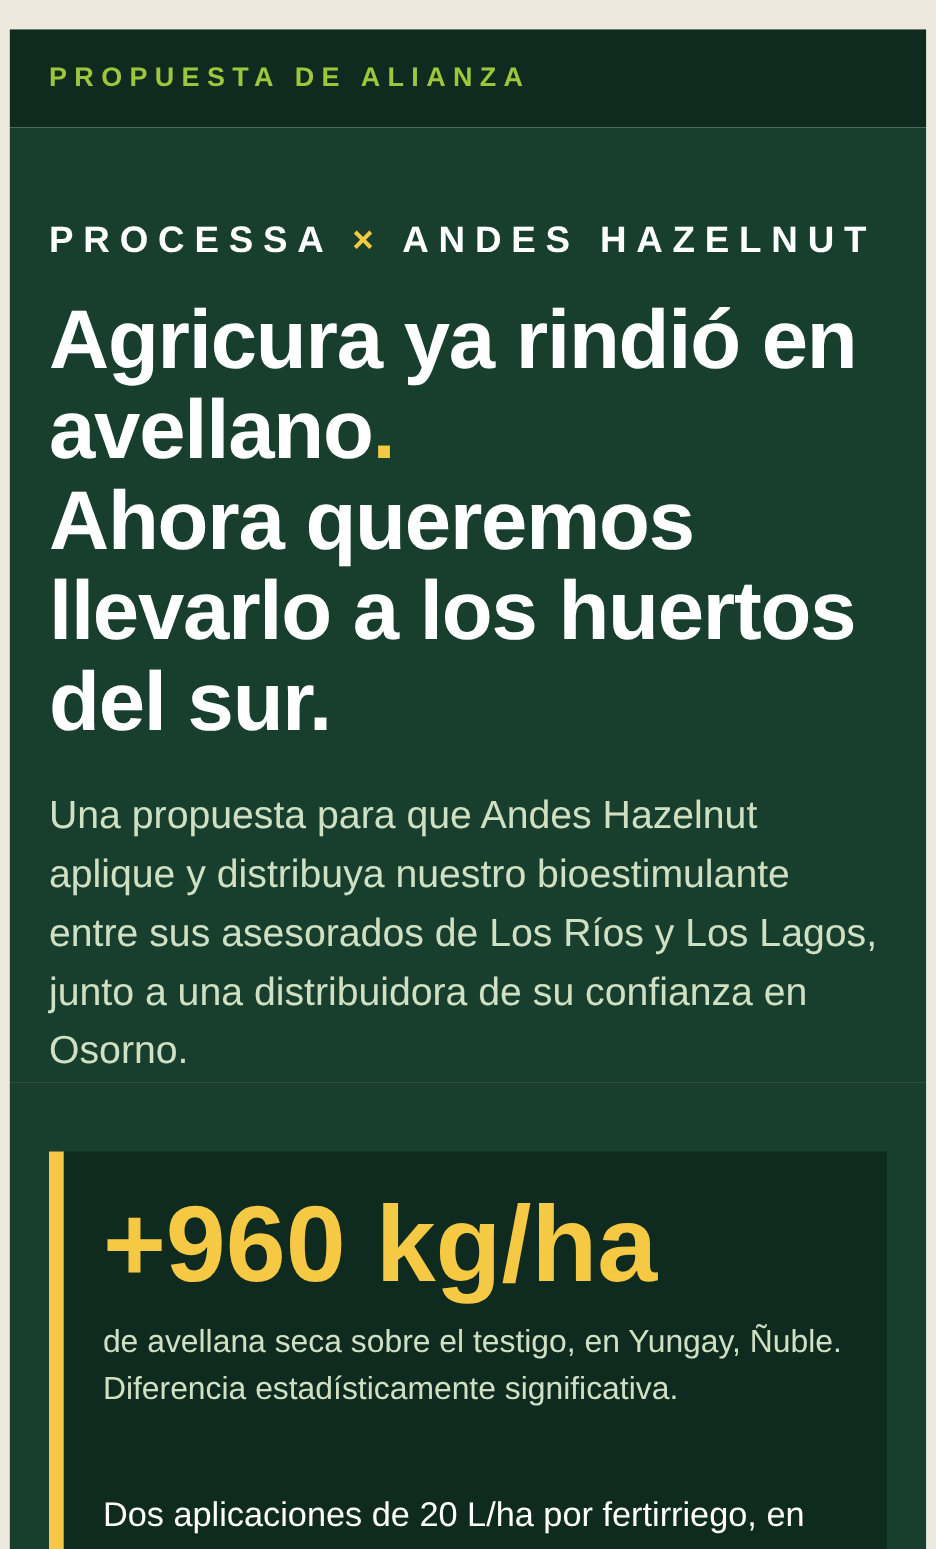 PROPUESTA DE ALIANZA
PROCESSA × ANDES HAZELNUT
Agricura ya rindió en
avellano.
Ahora queremos
llevarlo a los huertos
del sur.
Una propuesta para que Andes Hazelnut
aplique y distribuya nuestro bioestimulante
entre sus asesorados de Los Ríos y Los Lagos,
junto a una distribuidora de su confianza en
Osorno.
+960 kg/ha
de avellana seca sobre el testigo, en Yungay, Ñuble.
Diferencia estadísticamente significativa.
Dos aplicaciones de 20 L/ha por fertirriego, en